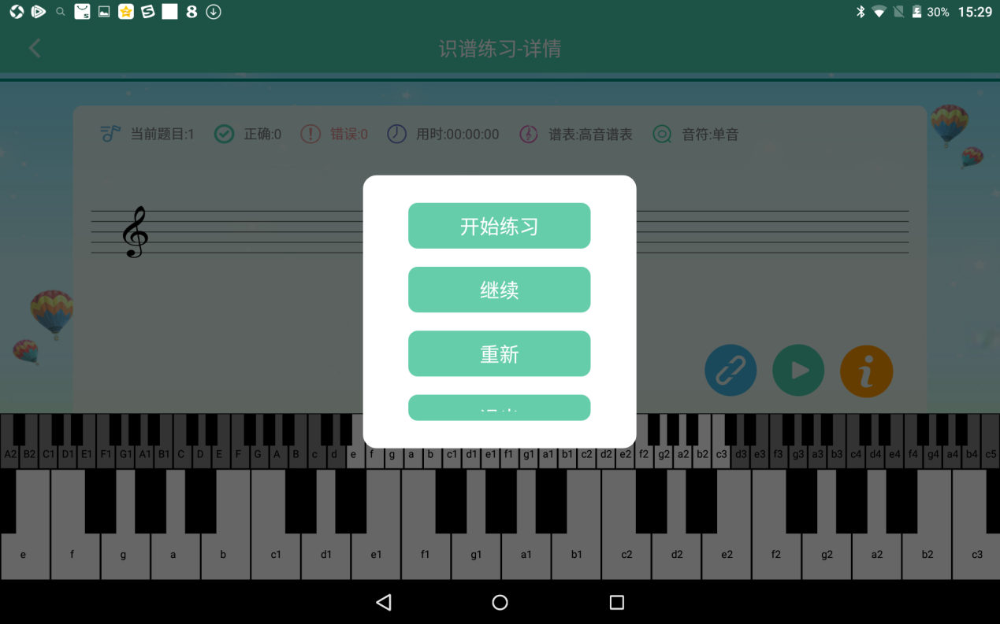 30% 15:29
识谱练习-详情
当前题目:1 正确:0 错误:0 用时:00:00:00 谱表:高音谱表 音符:单音
开始练习
继续
重新
A2 B2 C1 D1 E1 F1 G1 A1 B1 C D E F G A B c d e f g a b c1 d1 e1 f1 g1 a1 b1 c2 d2 e2 f2 g2 a2 b2 c3 d3 e3 f3 g3 a3 b3 c4 d4 e4 f4 g4 a4 b4 c5
e f g a b c1 d1 e1 f1 g1 a1 b1 c2 d2 e2 f2 g2 a2 b2 c3